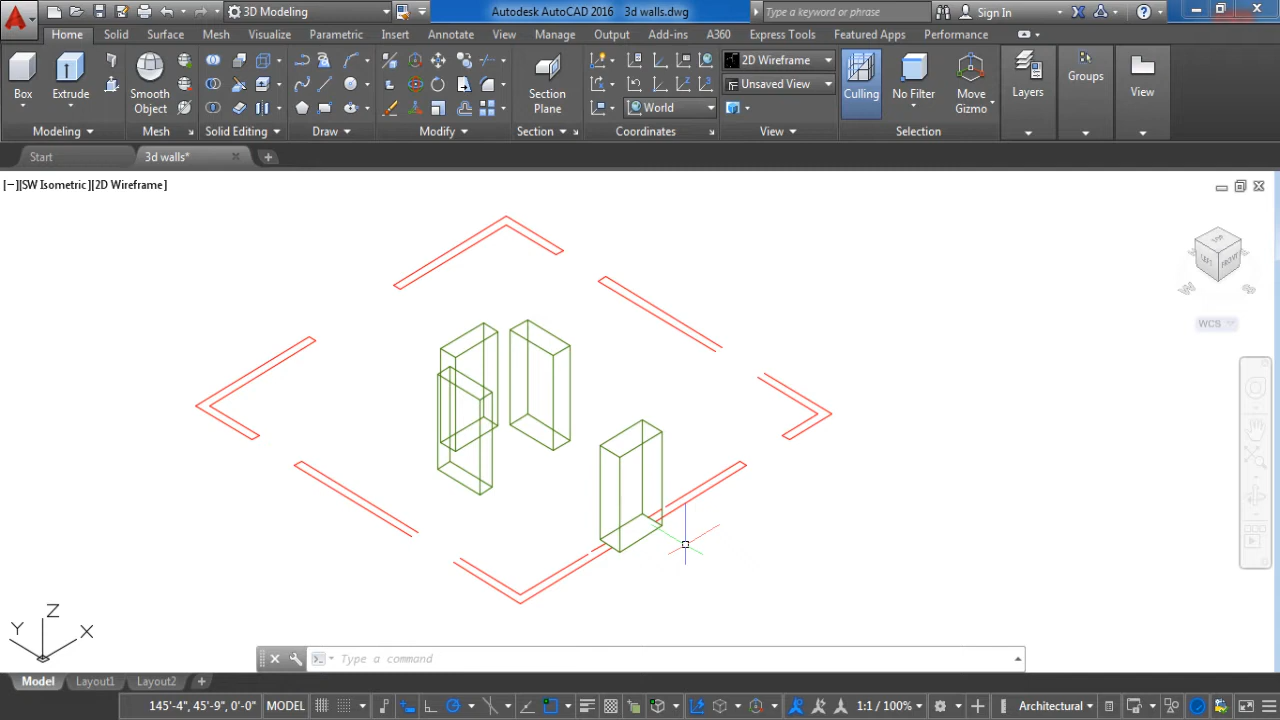 3D Modeling
Autodesk AutoCAD 2016 3d walls.dwg
Type a keyword or phrase
Sign In
Home
Solid
Surface
Mesh
Visualize
Parametric
Insert
Annotate
View
Manage
Output
Add-ins
A360
Express Tools
Featured Apps
Performance
Box
Extrude
Smooth
Object
Section
Plane
2D Wireframe
Unsaved View
World
Culling
No Filter
Move
Gizmo
Layers
Groups
View
Modeling
Mesh
Solid Editing
Draw
Modify
Section
Coordinates
View
Selection
Start
3d walls*
[−][SW Isometric][2D Wireframe]
TOP
LEFT
FRONT
W
S
WCS
Z
Y
X
Type a command
Model
Layout1
Layout2
145'-4", 45'-9", 0'-0"
MODEL
1:1 / 100%
Architectural